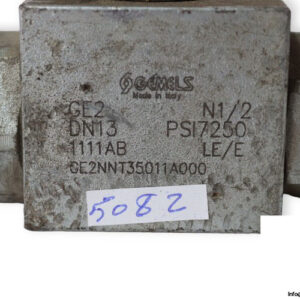 GEMELS
Made in Italy
GE2 N1/2
DN13 PSI7250
1111AB LE/E
GE2NNT35011A000
5082